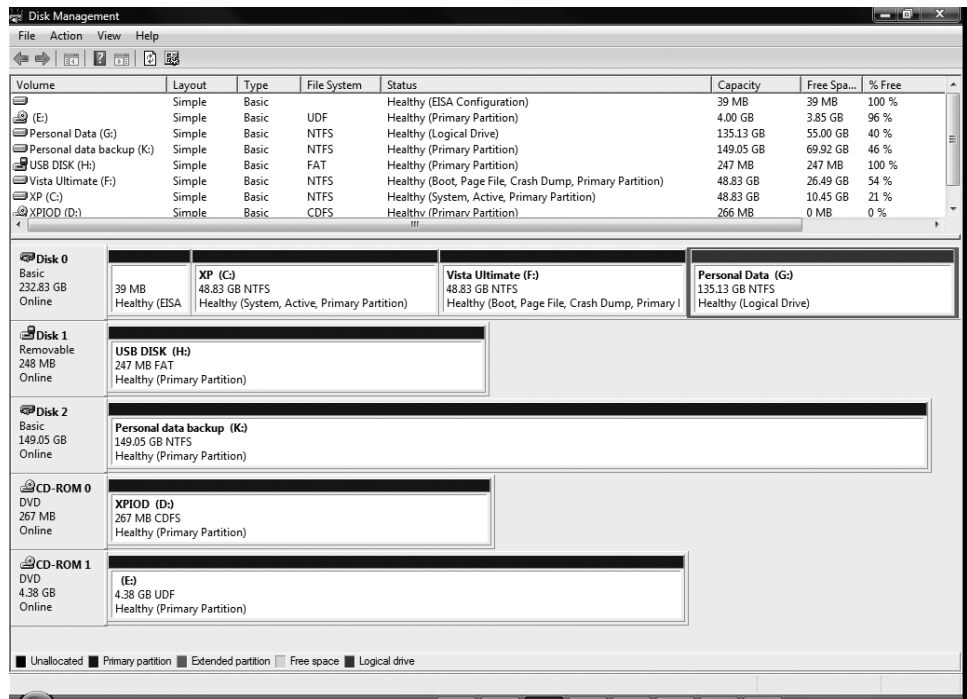 Disk Management
File Action View Help
Volume Layout Type File System Status Capacity Free Spa... % Free
Simple Basic Healthy (EISA Configuration) 39 MB 39 MB 100 %
(E:) Simple Basic UDF Healthy (Primary Partition) 4.00 GB 3.85 GB 96 %
Personal Data (G:) Simple Basic NTFS Healthy (Logical Drive) 135.13 GB 55.00 GB 40 %
Personal data backup (K:) Simple Basic NTFS Healthy (Primary Partition) 149.05 GB 69.92 GB 46 %
USB DISK (H:) Simple Basic FAT Healthy (Primary Partition) 247 MB 247 MB 100 %
Vista Ultimate (F:) Simple Basic NTFS Healthy (Boot, Page File, Crash Dump, Primary Partition) 48.83 GB 26.49 GB 54 %
XP (C:) Simple Basic NTFS Healthy (System, Active, Primary Partition) 48.83 GB 10.45 GB 21 %
XPIOD (D:) Simple Basic CDFS Healthy (Primary Partition) 266 MB 0 MB 0 %
Disk 0
Basic
232.83 GB
Online
39 MB
Healthy (EISA
XP (C:)
48.83 GB NTFS
Healthy (System, Active, Primary Partition)
Vista Ultimate (F:)
48.83 GB NTFS
Healthy (Boot, Page File, Crash Dump, Primary
Personal Data (G:)
135.13 GB NTFS
Healthy (Logical Drive)
Disk 1
Removable
248 MB
Online
USB DISK (H:)
247 MB FAT
Healthy (Primary Partition)
Disk 2
Basic
149.05 GB
Online
Personal data backup (K:)
149.05 GB NTFS
Healthy (Primary Partition)
CD-ROM 0
DVD
267 MB
Online
XPIOD (D:)
267 MB CDFS
Healthy (Primary Partition)
CD-ROM 1
DVD
4.38 GB
Online
(E:)
4.38 GB UDF
Healthy (Primary Partition)
Unallocated Primary partition Extended partition Free space Logical drive